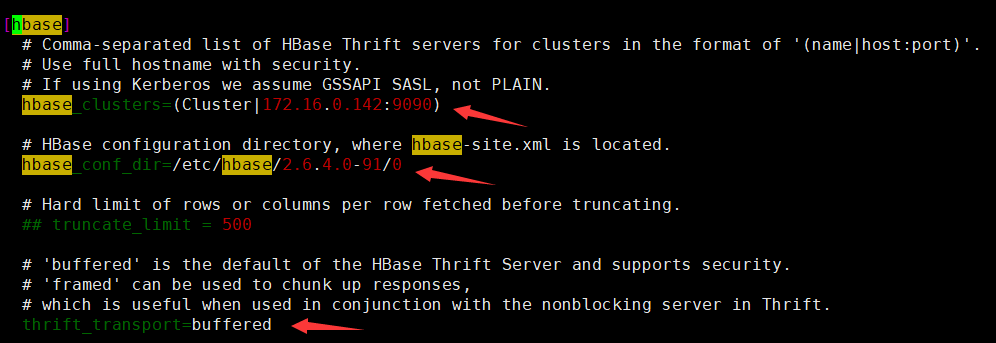 [hbase]
# Comma-separated list of HBase Thrift servers for clusters in the format of '(name|host:port)'.
# Use full hostname with security.
# If using Kerberos we assume GSSAPI SASL, not PLAIN.
hbase_clusters=(Cluster|172.16.0.142:9090)
# HBase configuration directory, where hbase-site.xml is located.
hbase_conf_dir=/etc/hbase/2.6.4.0-91/0
# Hard limit of rows or columns per row fetched before truncating.
## truncate_limit = 500
# 'buffered' is the default of the HBase Thrift Server and supports security.
# 'framed' can be used to chunk up responses,
# which is useful when used in conjunction with the nonblocking server in Thrift.
thrift_transport=buffered